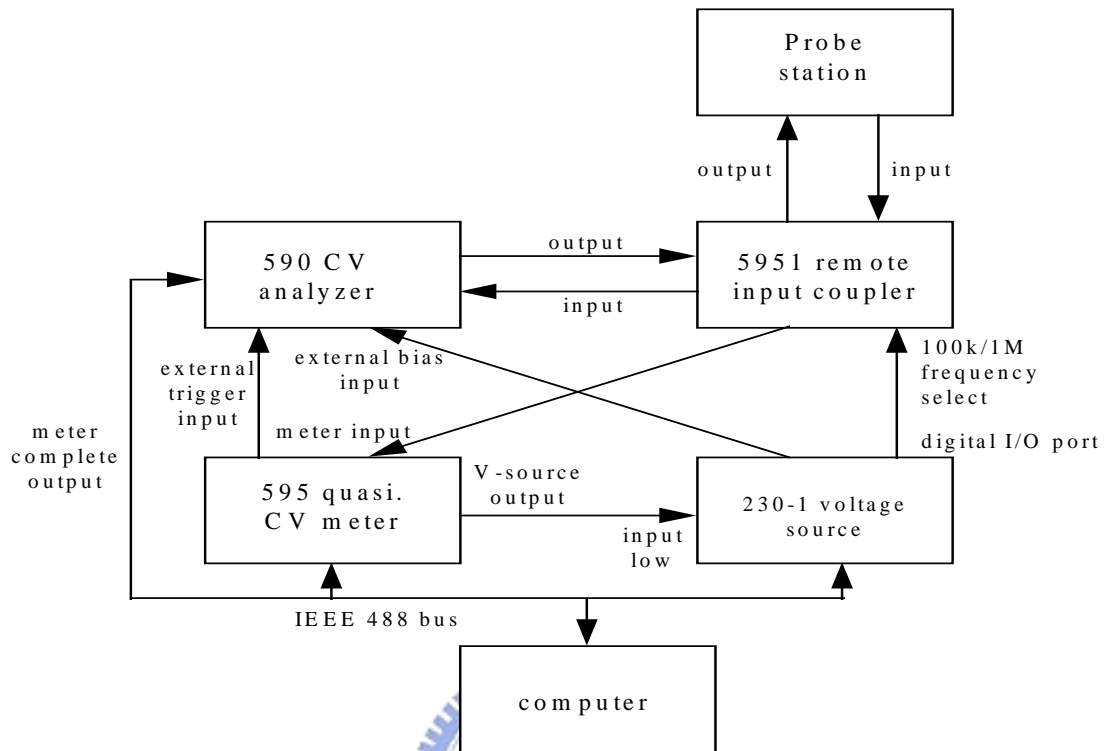 Probe
station
output
input
590 CV
analyzer
output
input
5951 remote
input coupler
external
trigger
input
external bias
input
100k/1M
frequency
select
meter
complete
output
meter input
digital I/O port
595 quasi.
CV meter
V-source
output
input
low
230-1 voltage
source
IEEE 488 bus
computer